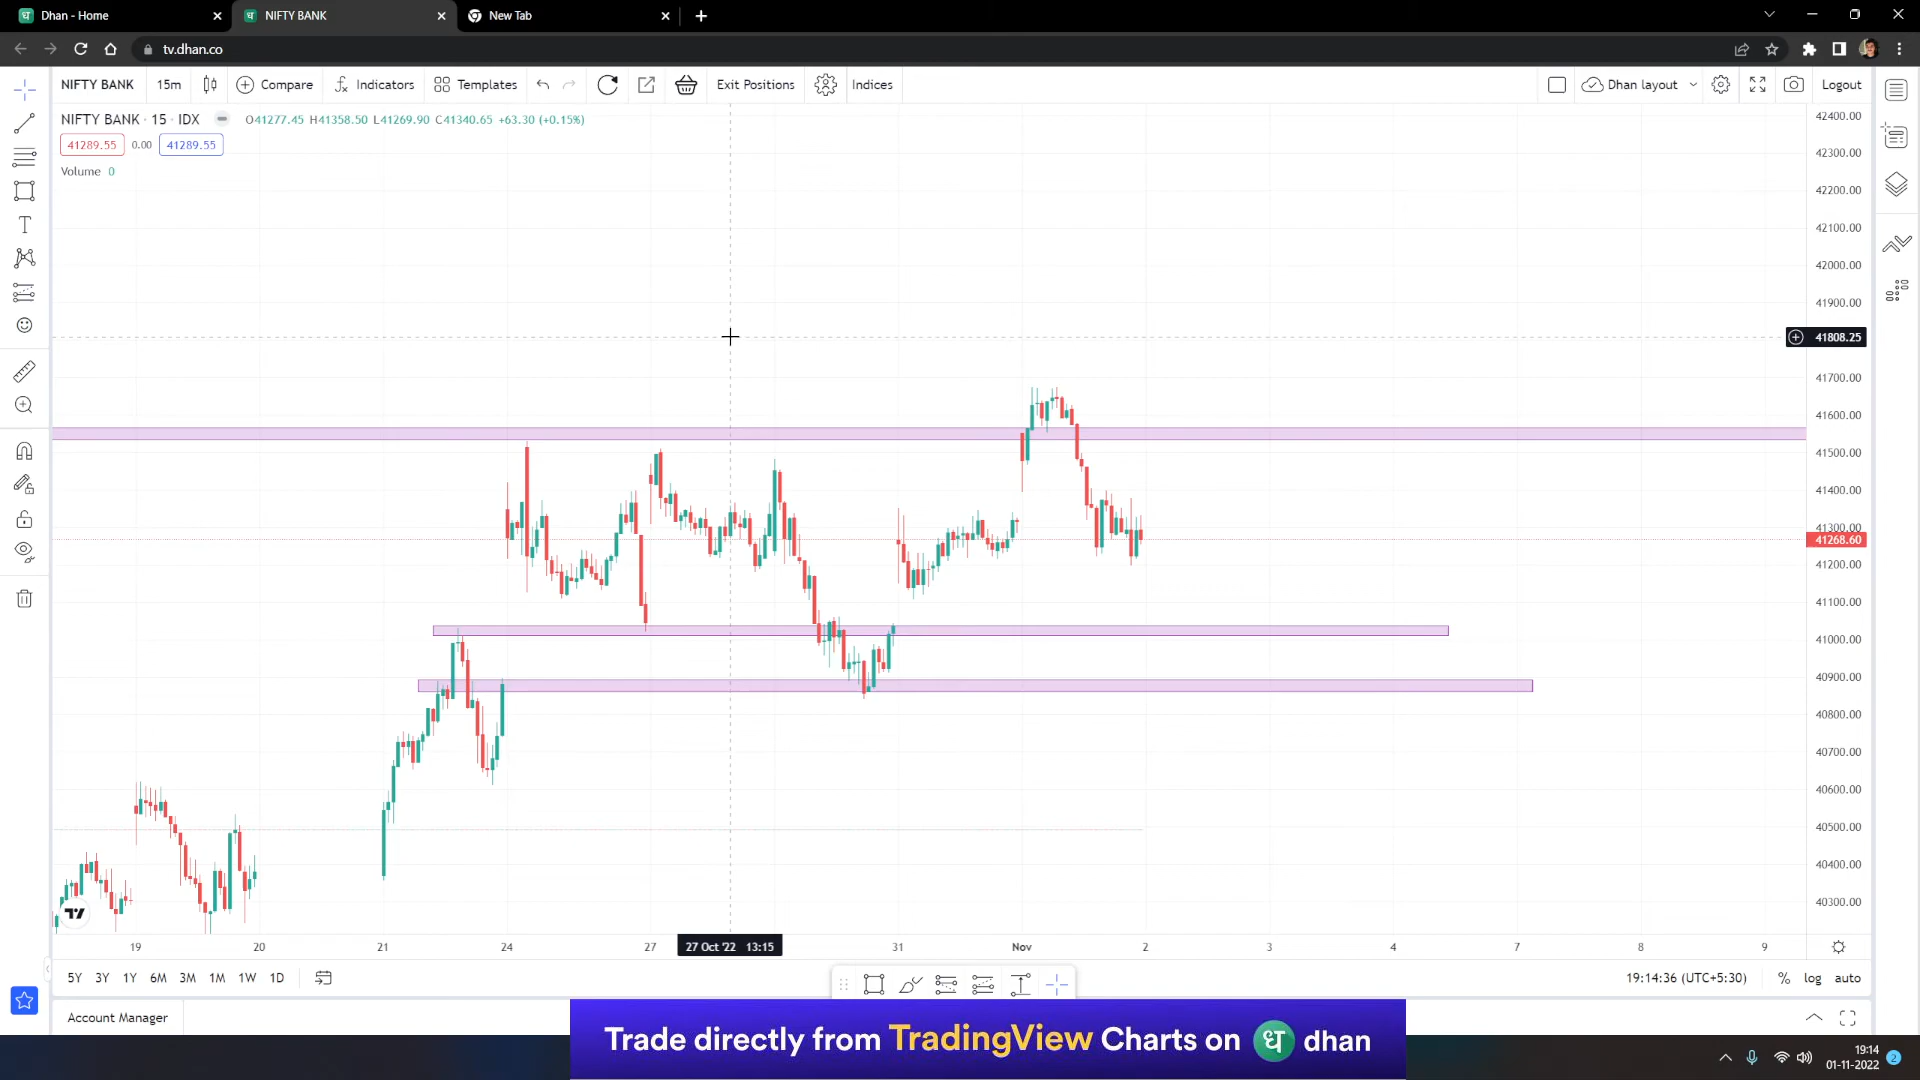 Dhan - Home
NIFTY BANK
New Tab
tv.dhan.co
NIFTY BANK 15m Compare Indicators Templates Exit Positions Indices Dhan layout Logout
NIFTY BANK · 15 · IDX O41277.45 H41358.50 L41269.90 C41340.65 +63.30 (+0.15%)
41289.55 0.00 41289.55
Volume 0
42400.00
42300.00
42200.00
42100.00
42000.00
41900.00
41808.25
41700.00
41600.00
41500.00
41400.00
41300.00
41268.60
41200.00
41100.00
41000.00
40900.00
40800.00
40700.00
40600.00
40500.00
40400.00
40300.00
19 20 21 24 27 27 Oct '22 13:15 31 Nov 2 3 4 7 8 9
5Y 3Y 1Y 6M 3M 1M 1W 1D 19:14:36 (UTC+5:30) % log auto
Account Manager
Trade directly from TradingView Charts on ध dhan
19:14
01-11-2022
2